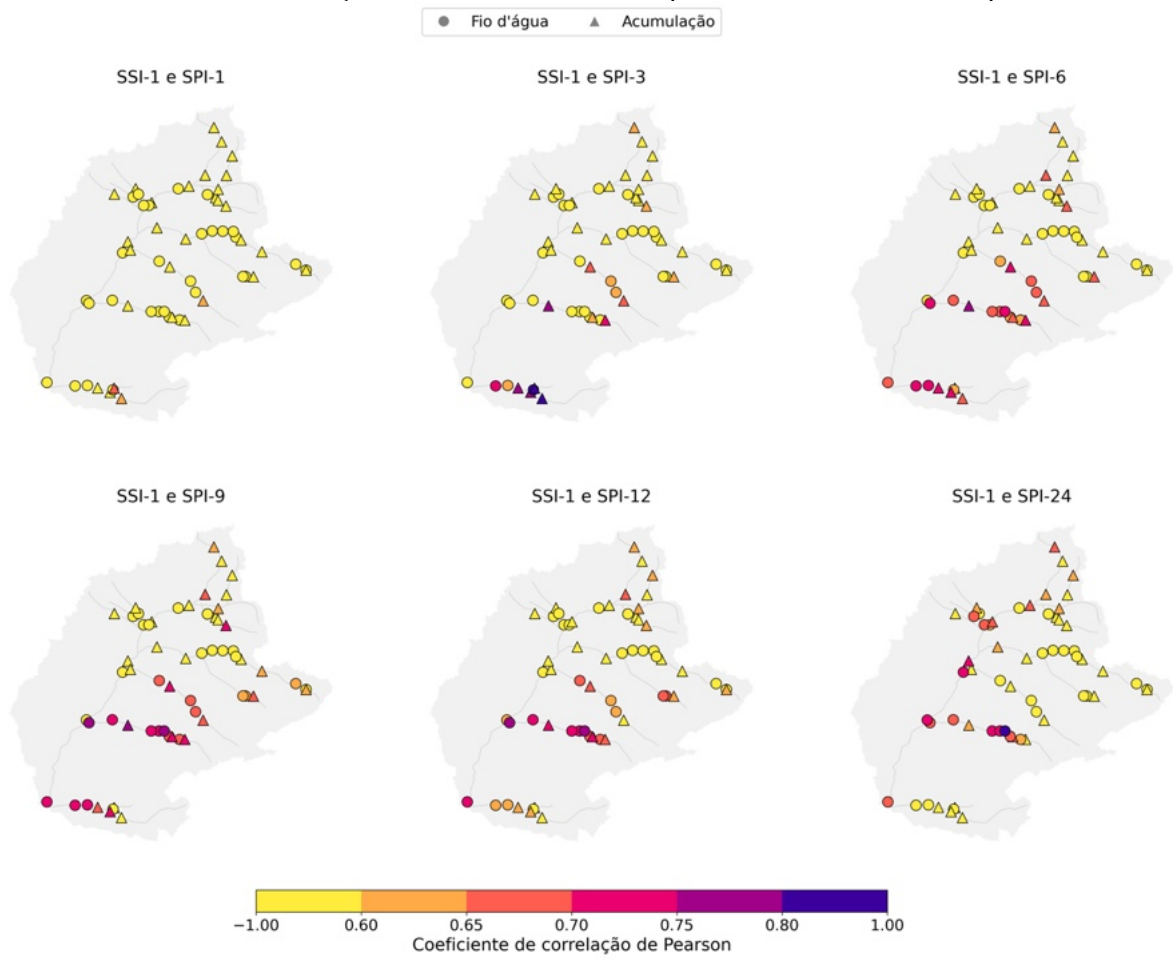 Fio d'água Acumulação
SSI-1 e SPI-1 SSI-1 e SPI-3 SSI-1 e SPI-6
SSI-1 e SPI-9 SSI-1 e SPI-12 SSI-1 e SPI-24
−1.00 0.60 0.65 0.70 0.75 0.80 1.00
Coeficiente de correlação de Pearson